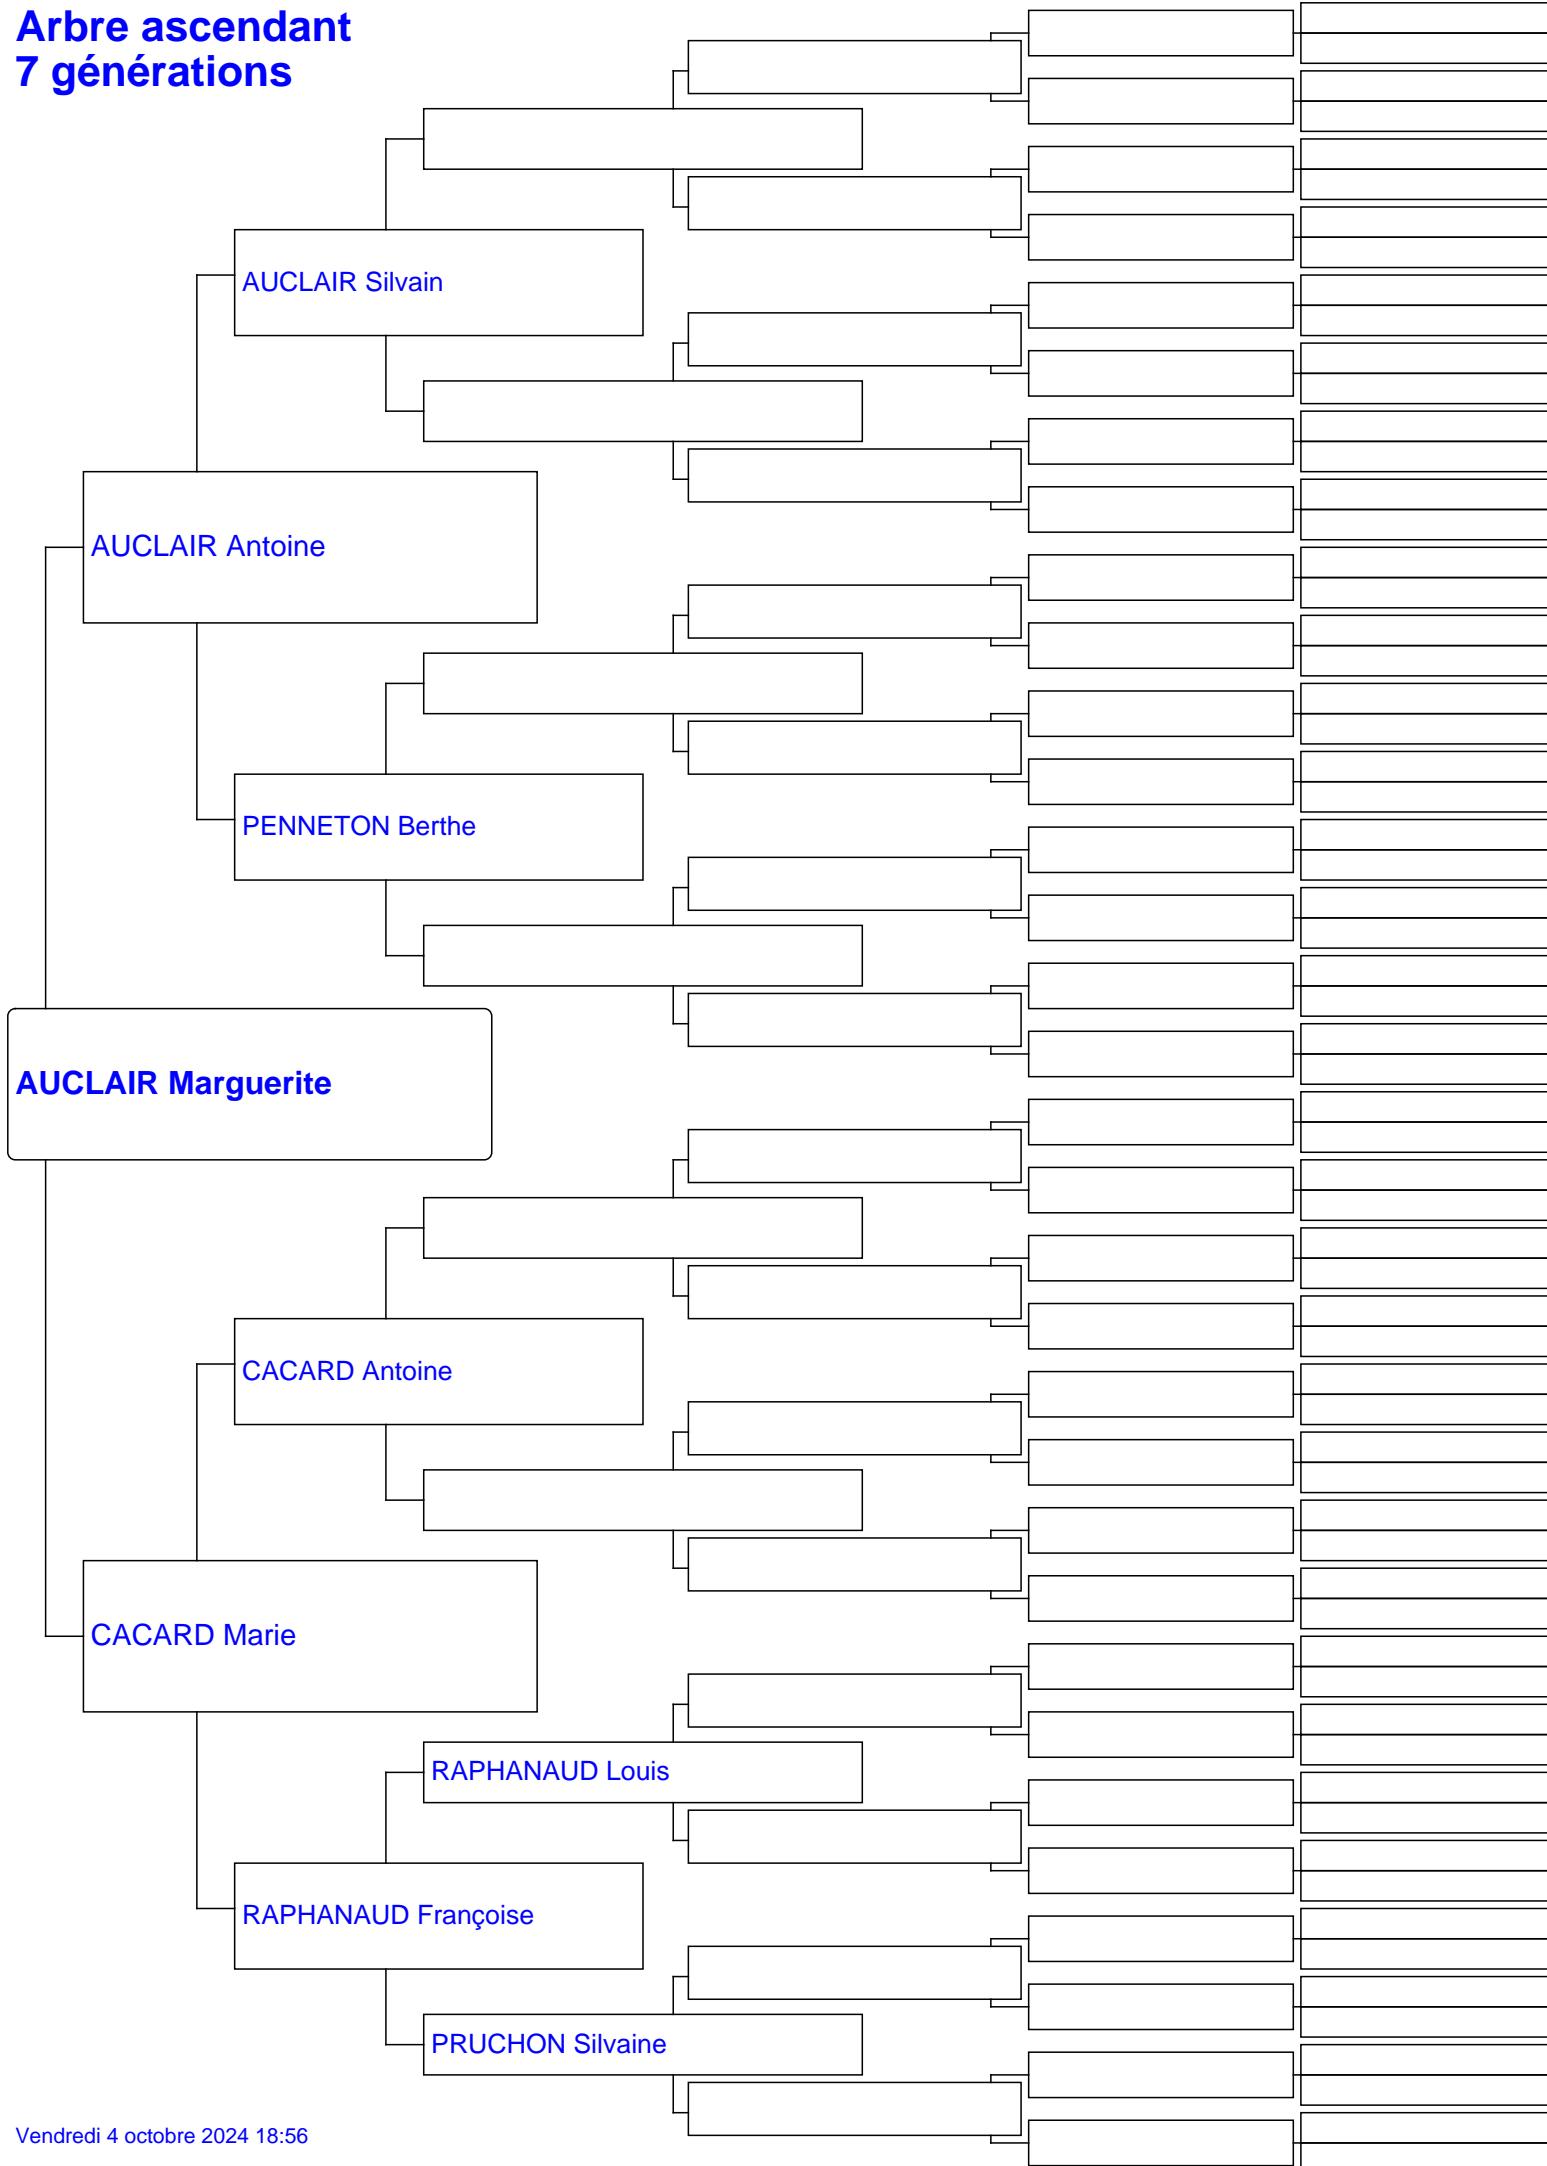 Arbre ascendant
7 générations
AUCLAIR Silvain
AUCLAIR Antoine
PENNETON Berthe
AUCLAIR Marguerite
CACARD Antoine
CACARD Marie
RAPHANAUD Louis
RAPHANAUD Françoise
PRUCHON Silvaine
Vendredi 4 octobre 2024 18:56